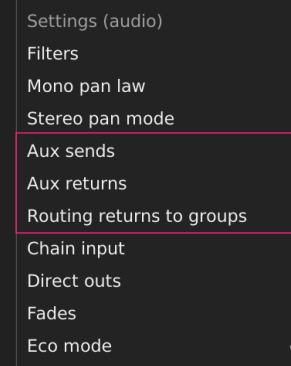 Settings (audio)
Filters
Mono pan law
Stereo pan mode
Aux sends
Aux returns
Routing returns to groups
Chain input
Direct outs
Fades
Eco mode